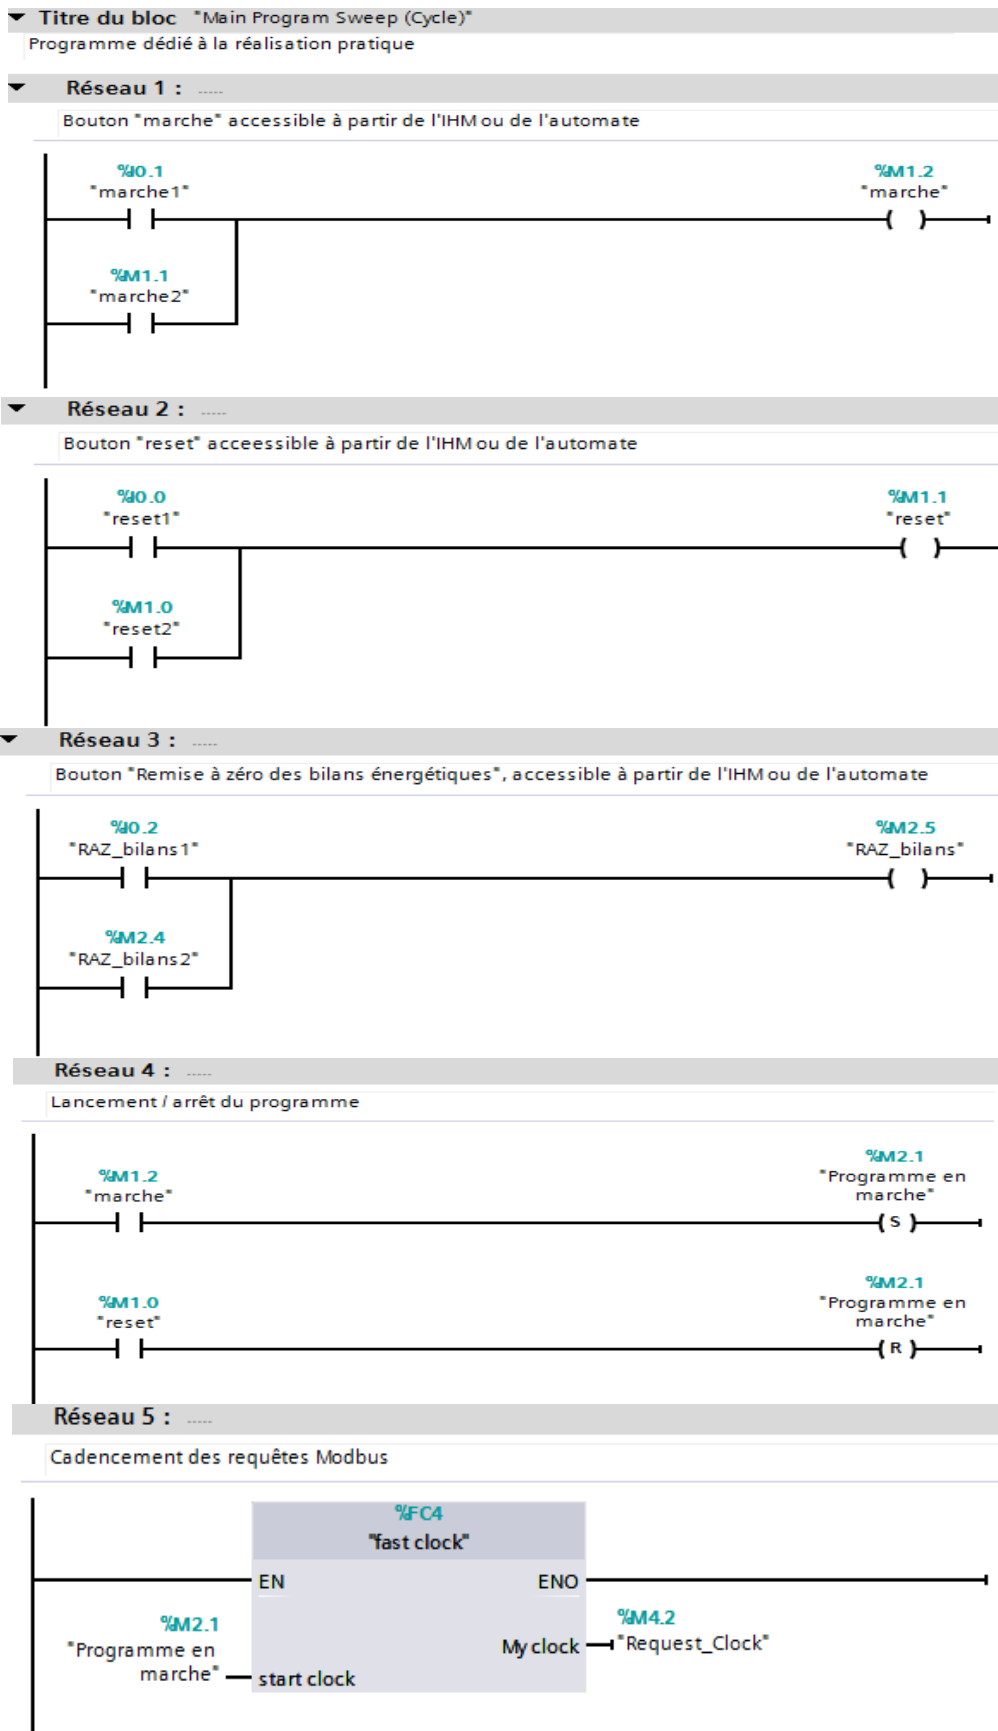 Titre du bloc "Main Program Sweep (Cycle)"
Programme dédié à la réalisation pratique
Réseau 1 : .....
Bouton "marche" accessible à partir de l'IHM ou de l'automate
%I0.1
"marche1"
%M1.2
"marche"
%M1.1
"marche2"
Réseau 2 : .....
Bouton "reset" acceessible à partir de l'IHM ou de l'automate
%I0.0
"reset1"
%M1.1
"reset"
%M1.0
"reset2"
Réseau 3 : .....
Bouton "Remise à zéro des bilans énergétiques", accessible à partir de l'IHM ou de l'automate
%I0.2
"RAZ_bilans1"
%M2.5
"RAZ_bilans"
%M2.4
"RAZ_bilans2"
Réseau 4 : .....
Lancement / arrêt du programme
%M1.2
"marche"
%M2.1
"Programme en
marche"
S
%M1.0
"reset"
%M2.1
"Programme en
marche"
R
Réseau 5 : .....
Cadencement des requêtes Modbus
%FC4
"fast clock"
EN ENO
%M2.1
"Programme en
marche"
start clock
My clock
%M4.2
"Request_Clock"